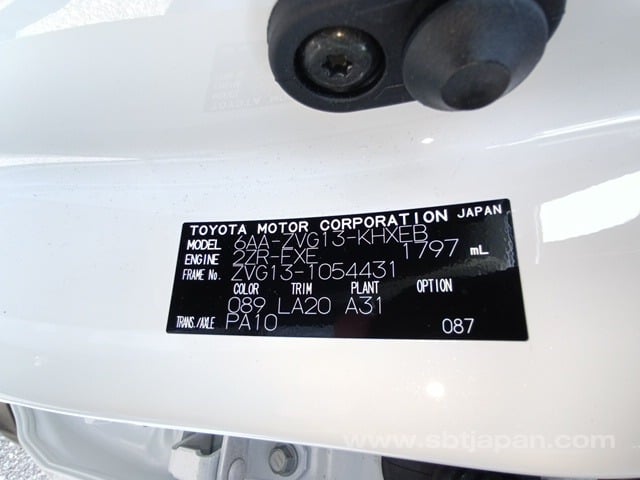 TOYOTA MOTOR CORPORATION JAPAN
MODEL 6AA-ZVG13-KHXEB
ENGINE 2ZR-EXE 1797 mL
FRAME No. ZVG13-1054431
COLOR TRIM PLANT OPTION
089 LA20 A31
TRANS./AXLE PA10 087
www.sbtjapan.com